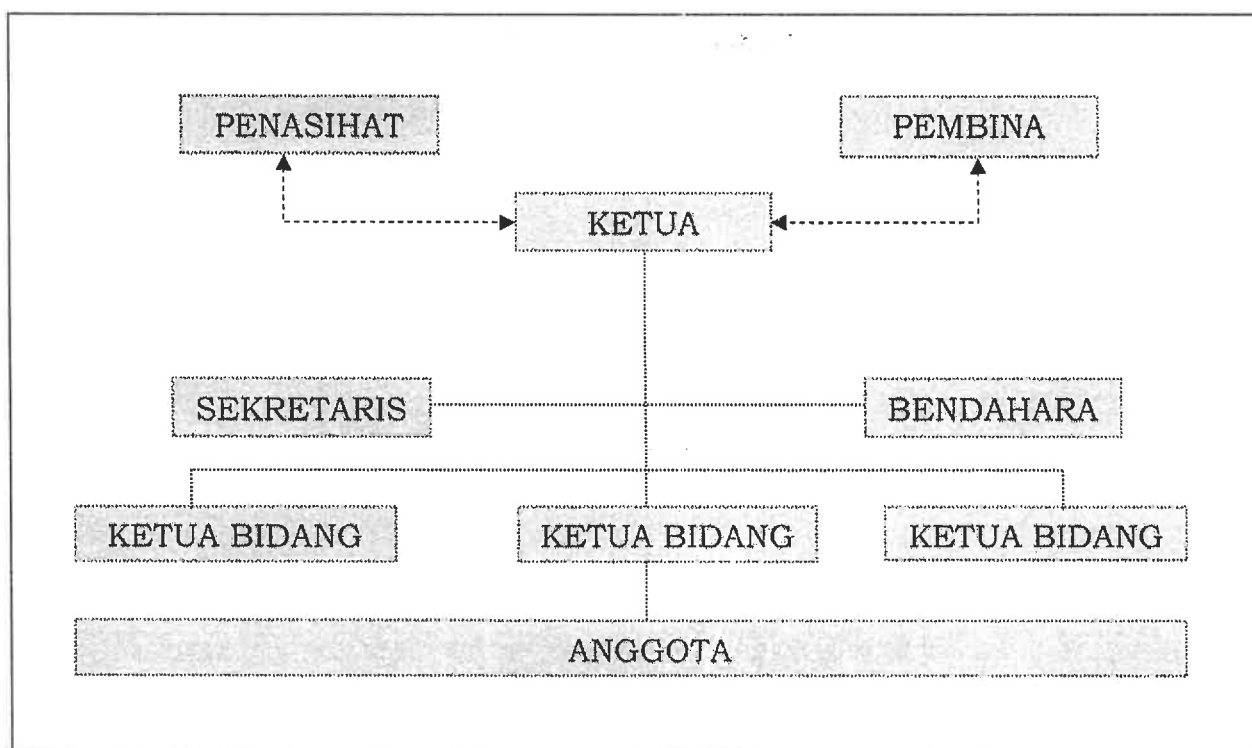 PENASIHAT
PEMBINA
KETUA
SEKRETARIS
BENDAHARA
KETUA BIDANG
KETUA BIDANG
KETUA BIDANG
ANGGOTA